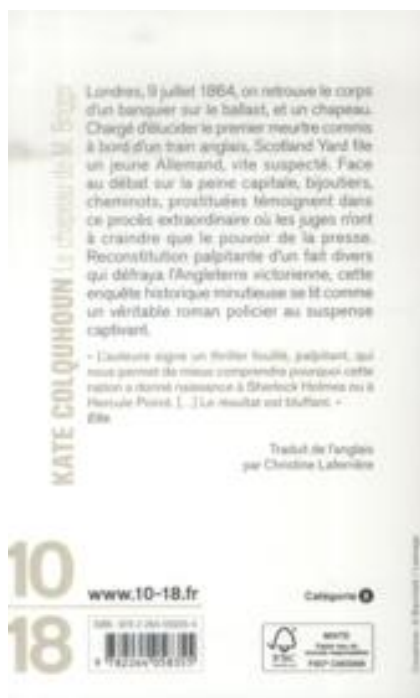 KATE COLQUHOUN Le chapeau de M. Briggs
Londres, 9 juillet 1864, on retrouve le corps
d'un banquier sur le ballast, et un chapeau.
Chargé d'élucider le premier meurtre commis
à bord d'un train anglais, Scotland Yard file
un jeune Allemand, vite suspecté. Face
au débat sur la peine capitale, bijoutiers,
cheminots, prostituées témoignent dans
ce procès extraordinaire où les juges n'ont
à craindre que le pouvoir de la presse.
Reconstitution palpitante d'un fait divers
qui défraya l'Angleterre victorienne, cette
enquête historique minutieuse se lit comme
un véritable roman policier au suspense
captivant.
« L'auteure signe un thriller fouillé, palpitant, qui
nous permet de mieux comprendre pourquoi cette
nation a donné naissance à Sherlock Holmes ou à
Hercule Poirot. [...] Le résultat est bluffant. »
Elle
Traduit de l'anglais
par Christine Laferrière
10
18
www.10-18.fr
Catégorie
ISBN
FSC
MIXTE